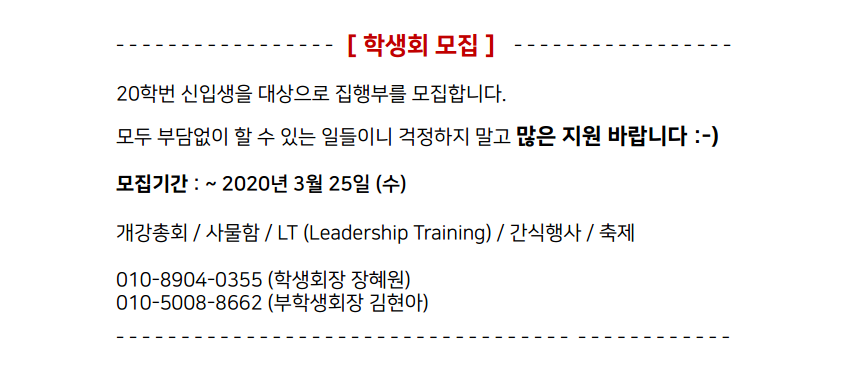 [ 학생회 모집 ]
20학번 신입생을 대상으로 집행부를 모집합니다.
모두 부담없이 할 수 있는 일들이니 걱정하지 말고 많은 지원 바랍니다 :-)
모집기간 : ~ 2020년 3월 25일 (수)
개강총회 / 사물함 / LT (Leadership Training) / 간식행사 / 축제
010-8904-0355 (학생회장 장혜원)
010-5008-8662 (부학생회장 김현아)